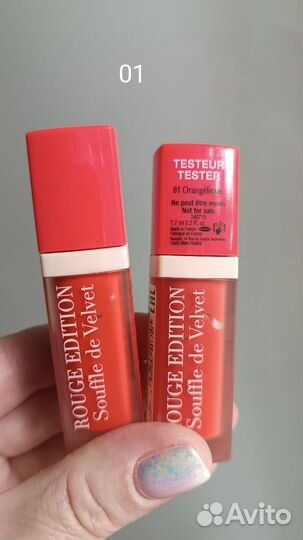 01
TESTEUR
TESTER
01 Orangélique
Ne peut être vendu
Not for sale
240710
7.7 ml 0.2 fl. oz
Made in France
Fabriqué en France
ROUGE EDITION
Souffle de Velvet
ROUGE EDITION
Souffle de Velvet
Avito